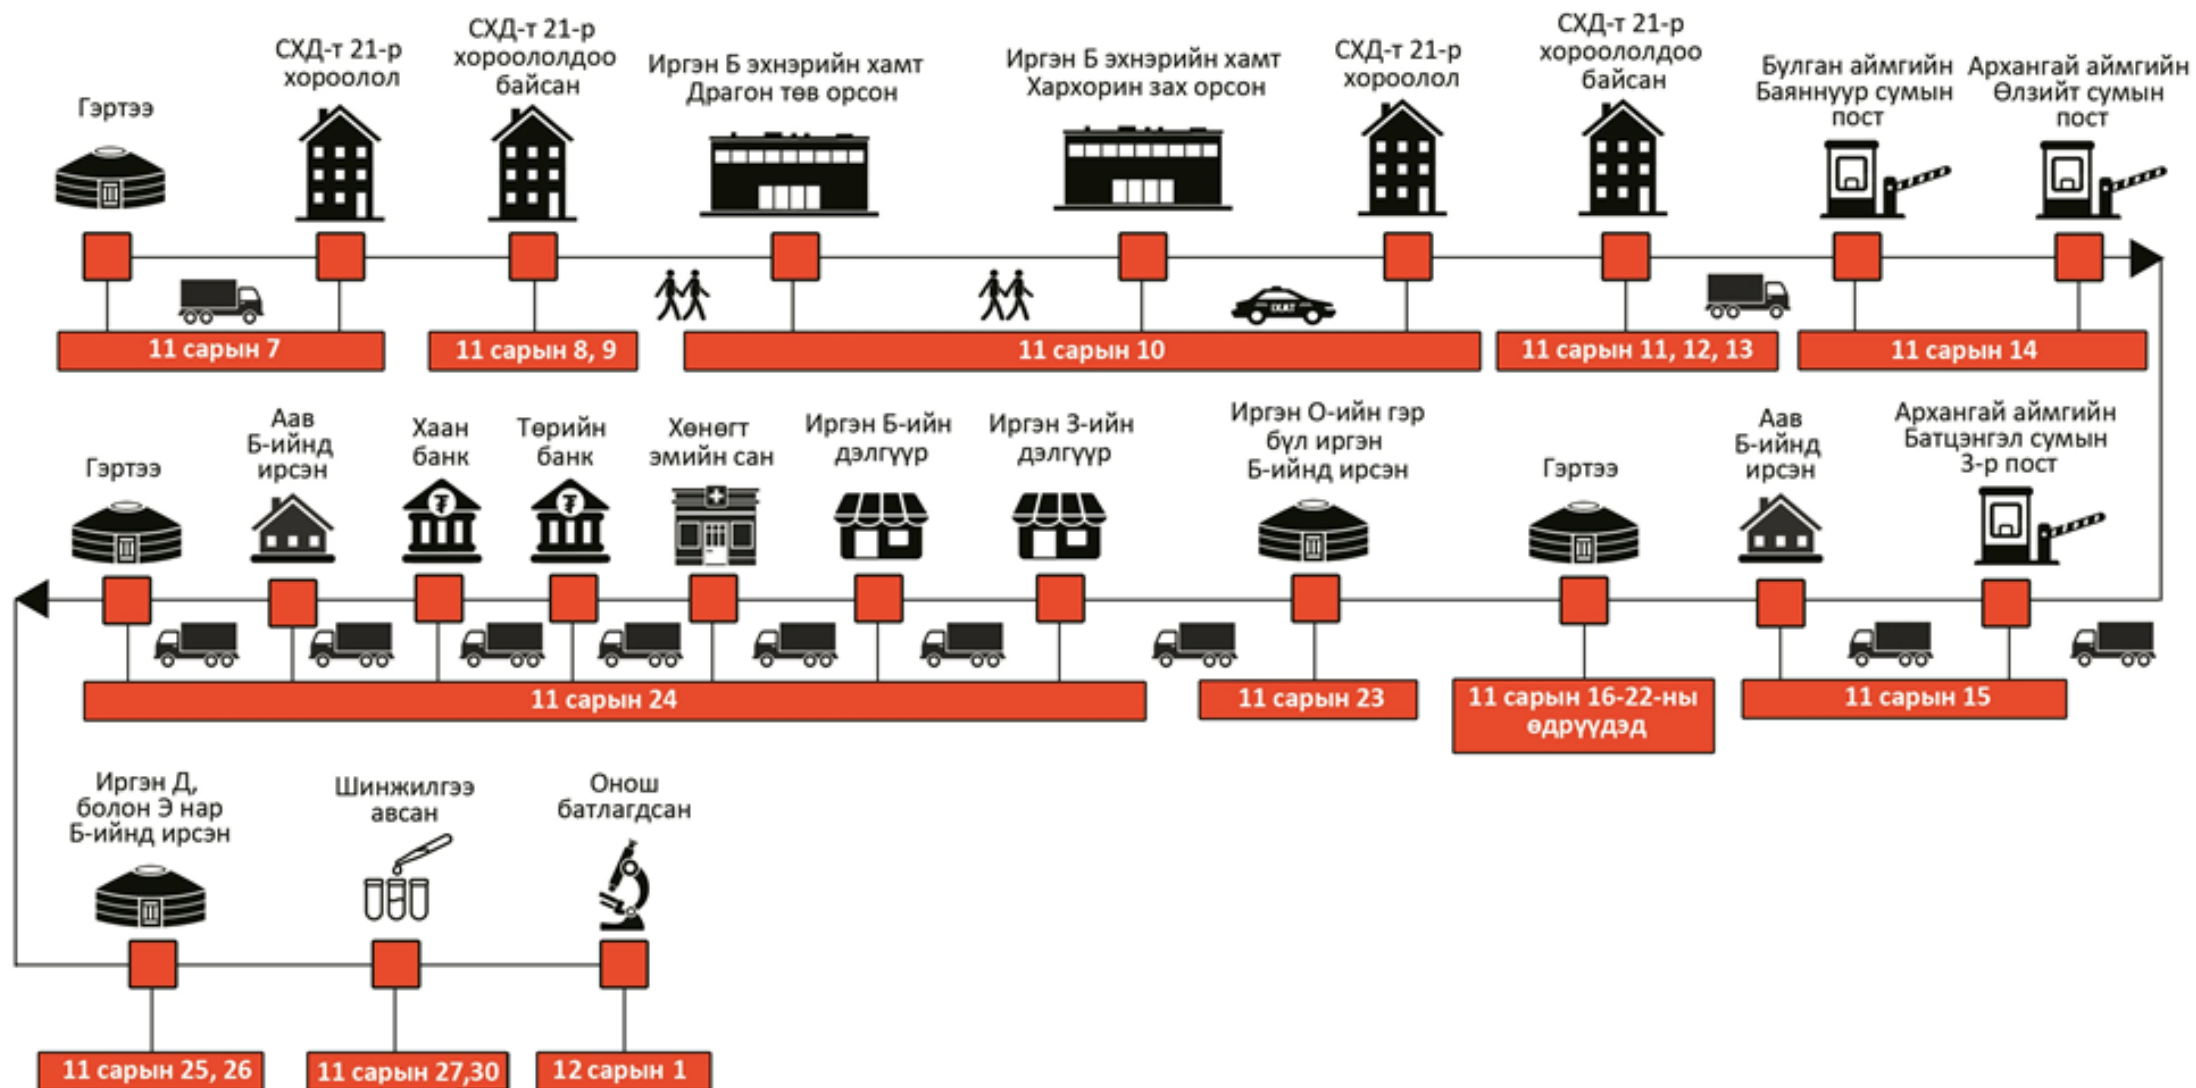 Гэртээ
СХД-т 21-р
хороолол
СХД-т 21-р
хороололдоо
байсан
Иргэн Б эхнэрийн хамт
Драгон төв орсон
Иргэн Б эхнэрийн хамт
Хархорин зах орсон
СХД-т 21-р
хороолол
СХД-т 21-р
хороололдоо
байсан
Булган аймгийн
Баяннуур сумын
пост
Архангай аймгийн
Өлзийт сумын
пост
11 сарын 7
11 сарын 8, 9
11 сарын 10
11 сарын 11, 12, 13
11 сарын 14
Гэртээ
Аав
Б-ийнд
ирсэн
Хаан
банк
Төрийн
банк
Хөнөгт
эмийн сан
Иргэн Б-ийн
дэлгүүр
Иргэн З-ийн
дэлгүүр
Иргэн О-ийн гэр
бүл иргэн
Б-ийнд ирсэн
Гэртээ
Аав
Б-ийнд
ирсэн
Архангай аймгийн
Батцэнгэл сумын
3-р пост
11 сарын 24
11 сарын 23
11 сарын 16-22-ны
өдрүүдэд
11 сарын 15
Иргэн Д,
болон Э нар
Б-ийнд ирсэн
Шинжилгээ
авсан
Онош
батлагдсан
11 сарын 25, 26
11 сарын 27,30
12 сарын 1